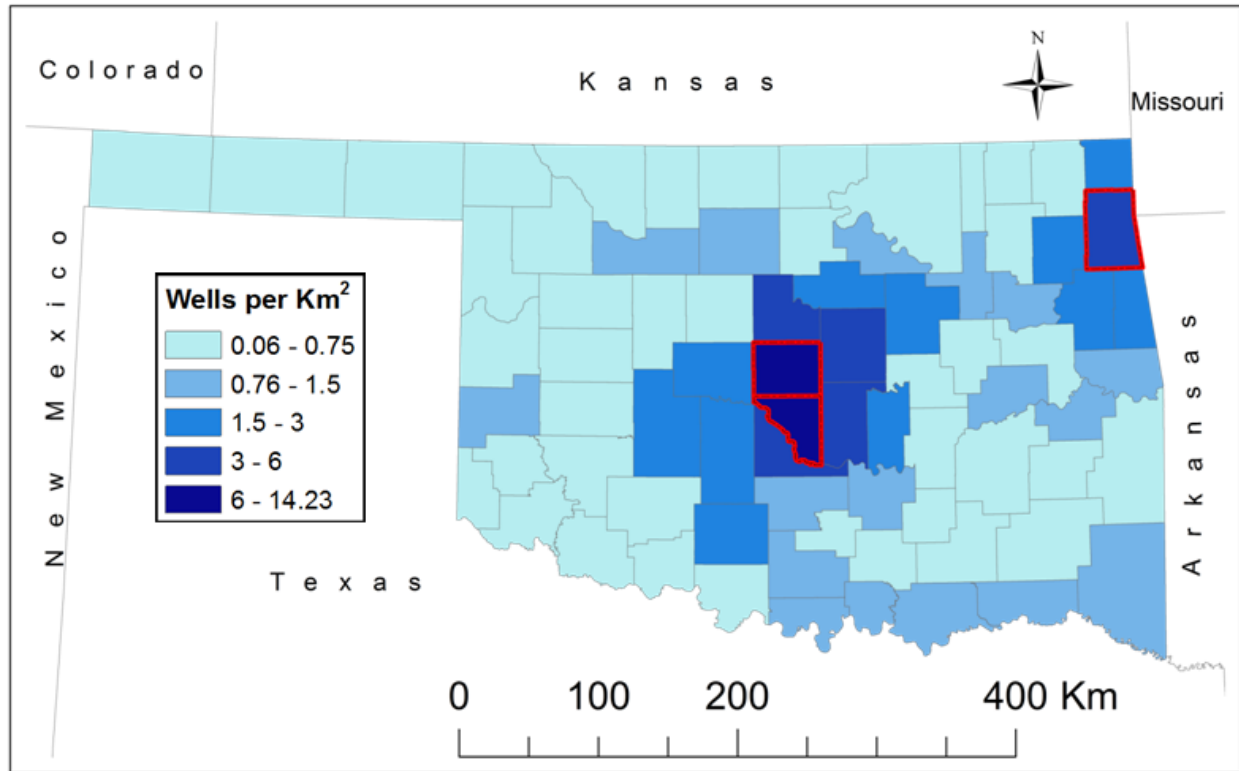 N
Colorado
Kansas
Missouri
New Mexico
Wells per Km²
0.06 - 0.75
0.76 - 1.5
1.5 - 3
3 - 6
6 - 14.23
Arkansas
Texas
0 100 200 400 Km